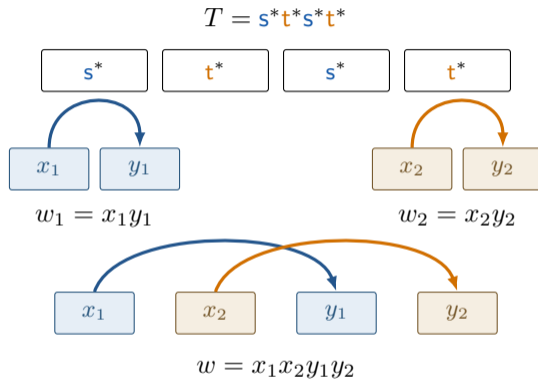 T = s*t*s*t*
s* t* s* t*
x₁ y₁ x₂ y₂
w₁ = x₁y₁ w₂ = x₂y₂
x₁ x₂ y₁ y₂
w = x₁x₂y₁y₂